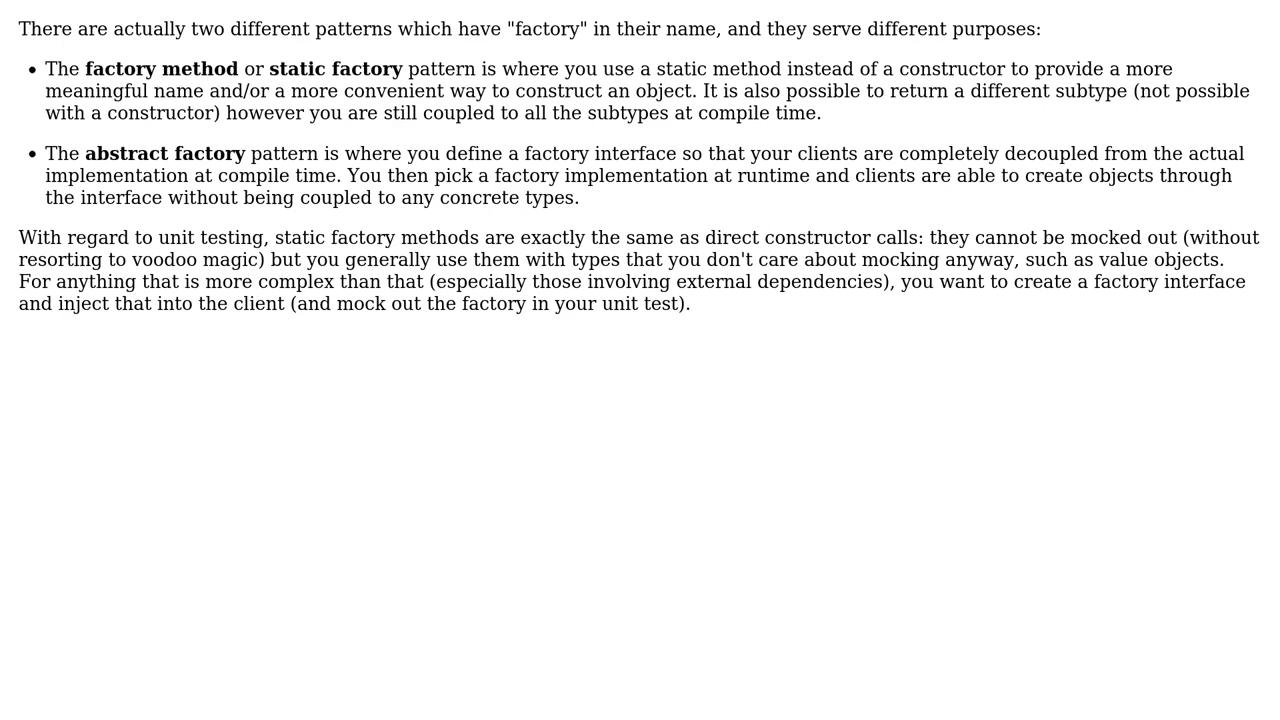 There are actually two different patterns which have "factory" in their name, and they serve different purposes:
• The factory method or static factory pattern is where you use a static method instead of a constructor to provide a more
meaningful name and/or a more convenient way to construct an object. It is also possible to return a different subtype (not possible
with a constructor) however you are still coupled to all the subtypes at compile time.
• The abstract factory pattern is where you define a factory interface so that your clients are completely decoupled from the actual
implementation at compile time. You then pick a factory implementation at runtime and clients are able to create objects through
the interface without being coupled to any concrete types.
With regard to unit testing, static factory methods are exactly the same as direct constructor calls: they cannot be mocked out (without
resorting to voodoo magic) but you generally use them with types that you don't care about mocking anyway, such as value objects.
For anything that is more complex than that (especially those involving external dependencies), you want to create a factory interface
and inject that into the client (and mock out the factory in your unit test).